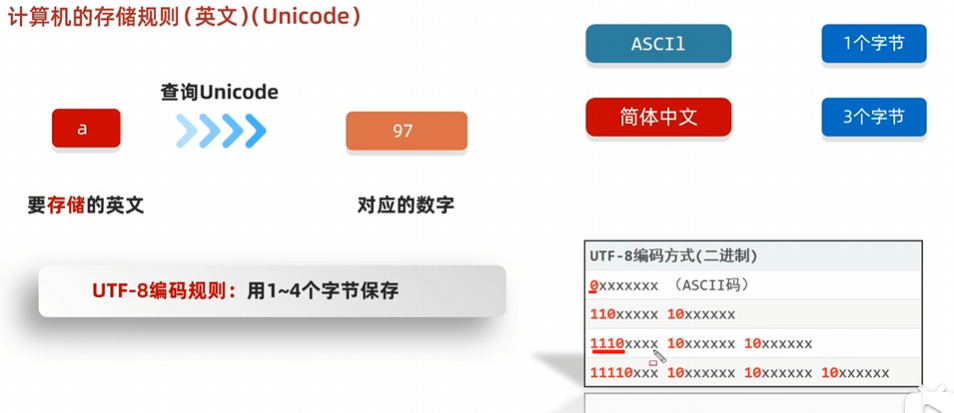 计算机的存储规则(英文)(Unicode)
ASCIl
1个字节
查询Unicode
a
97
简体中文
3个字节
要存储的英文
对应的数字
UTF-8编码规则：用1~4个字节保存
UTF-8编码方式(二进制)
0xxxxxxx （ASCII码）
110xxxxx 10xxxxxx
1110xxxx 10xxxxxx 10xxxxxx
11110xxx 10xxxxxx 10xxxxxx 10xxxxxx